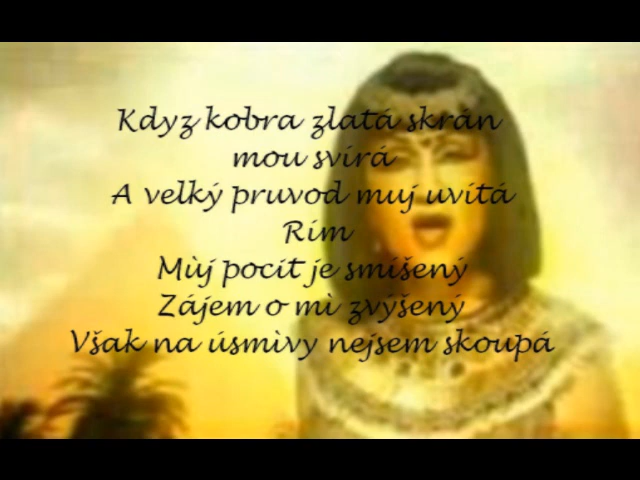 Kdyz kobra zlatá skrán
mou svírá
A velký pruvod muj uvítá
Rím
Mùj pocit je smíšený
Zájem o mì zvýšený
Však na úsmìvy nejsem skoupá